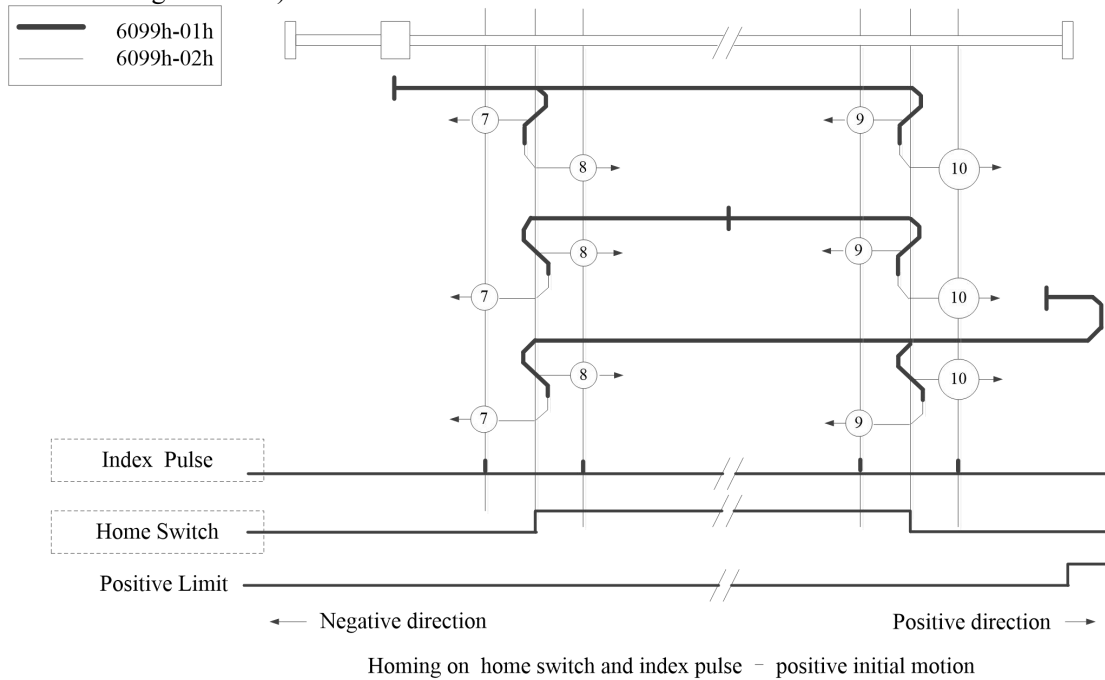 6099h-01h
6099h-02h
7
9
8
10
8
9
7
10
8
10
7
9
Index Pulse
Home Switch
Positive Limit
Negative direction
Positive direction
Homing on home switch and index pulse – positive initial motion